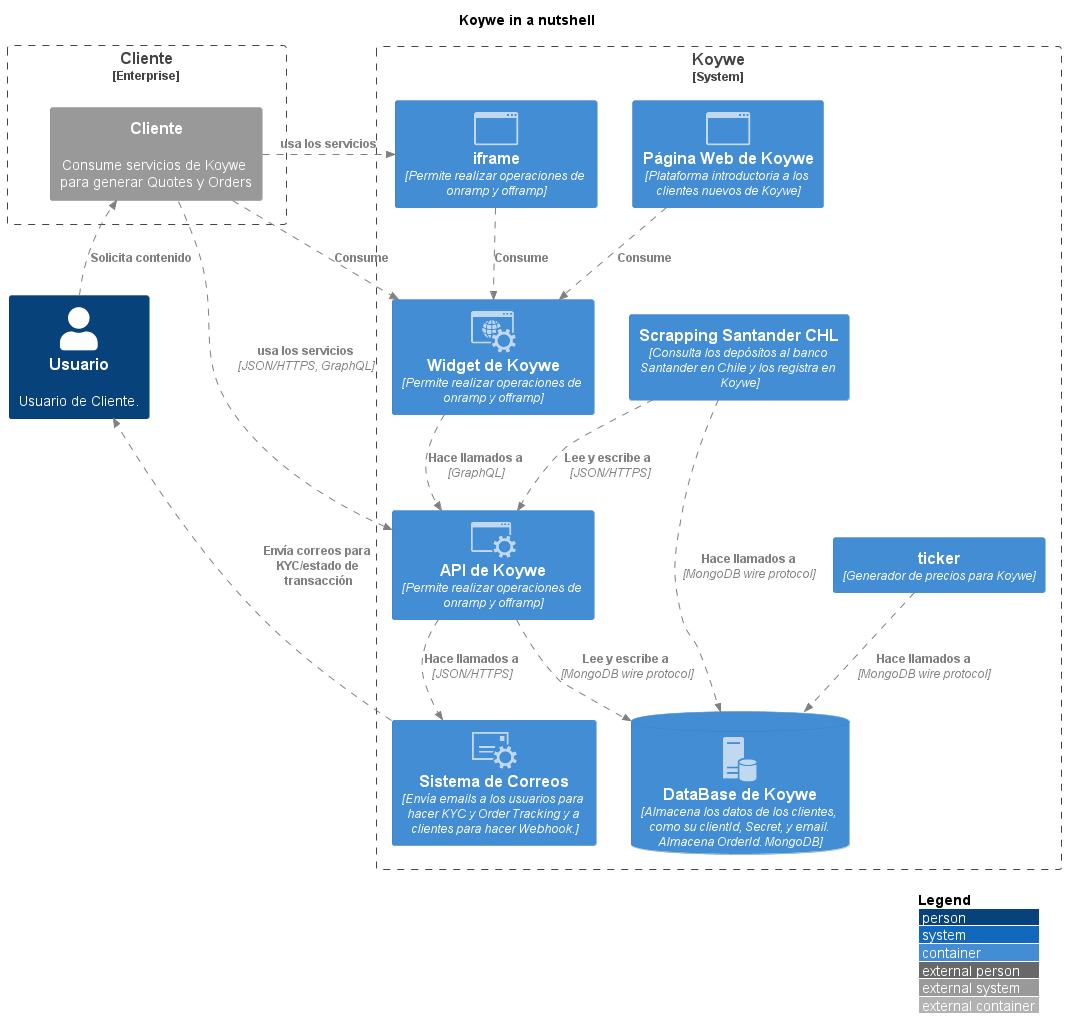 Koywe in a nutshell
Cliente
[Enterprise]
Cliente
Consume servicios de Koywe
para generar Quotes y Orders
Koywe
[System]
usa los servicios
iframe
[Permite realizar operaciones de
onramp y offramp]
Página Web de Koywe
[Plataforma introductoria a los
clientes nuevos de Koywe]
Solicita contenido
Consume
Consume
Consume
Usuario
Usuario de Cliente.
usa los servicios
[JSON/HTTPS, GraphQL]
Widget de Koywe
[Permite realizar operaciones de
onramp y offramp]
Scrapping Santander CHL
[Consulta los depósitos al banco
Santander en Chile y los registra en
Koywe]
Hace llamados a
[GraphQL]
Lee y escribe a
[JSON/HTTPS]
Envía correos para
KYC/estado de
transacción
API de Koywe
[Permite realizar operaciones de
onramp y offramp]
Hace llamados a
[MongoDB wire protocol]
ticker
[Generador de precios para Koywe]
Hace llamados a
[JSON/HTTPS]
Lee y escribe a
[MongoDB wire protocol]
Hace llamados a
[MongoDB wire protocol]
Sistema de Correos
[Envía emails a los usuarios para
hacer KYC y Order Tracking y a
clientes para hacer Webhook.]
DataBase de Koywe
[Almacena los datos de los clientes,
como su clientId, Secret, y email.
Almacena OrderId. MongoDB]
Legend
person
system
container
external person
external system
external container